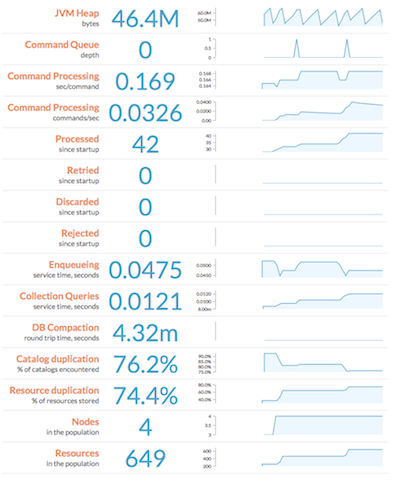 JVM Heap
bytes
46.4M
60.0M
50.0M
Command Queue
depth
0
1
0.5
0
Command Processing
sec/command
0.169
0.168
0.166
0.164
Command Processing
commands/sec
0.0326
0.0400
0.0200
0.00
Processed
since startup
42
40
35
30
Retried
since startup
0
Discarded
since startup
0
Rejected
since startup
0
Enqueueing
service time, seconds
0.0475
0.0500
0.0450
Collection Queries
service time, seconds
0.0121
0.0120
0.0100
8.00m
DB Compaction
round trip time, seconds
4.32m
Catalog duplication
% of catalogs encountered
76.2%
90.0%
85.0%
80.0%
75.0%
Resource duplication
% of resources stored
74.4%
80.0%
60.0%
40.0%
Nodes
in the population
4
4
3
Resources
in the population
649
600
400
200